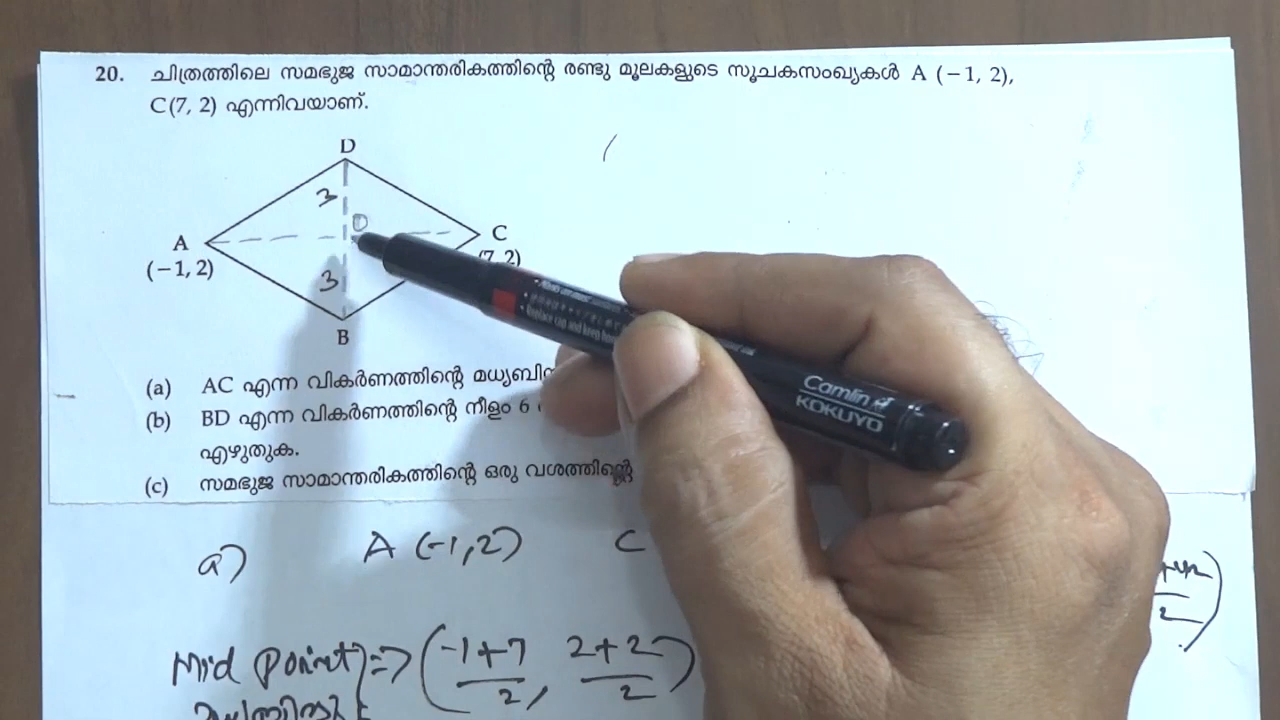 20. ചിത്രത്തിലെ സമഭുജ സാമാന്തരികത്തിന്റെ രണ്ടു മൂലകളുടെ സൂചകസംഖ്യകൾ A (−1, 2),
C(7, 2) എന്നിവയാണ്.
D
3
A
C
(−1, 2)
(7, 2)
3
B
(a) AC എന്ന വികർണത്തിന്റെ
(b) BD എന്ന വികർണത്തിന്റെ നീളം 6
എഴുതുക.
(c) സമഭുജ സാമാന്തരികത്തിന്റെ ഒരു വശത്തിന്റെ
a) A (-1,2) C
Mid Point => (-1+7/2, 2+2/2)
Camlin
KOKUYO